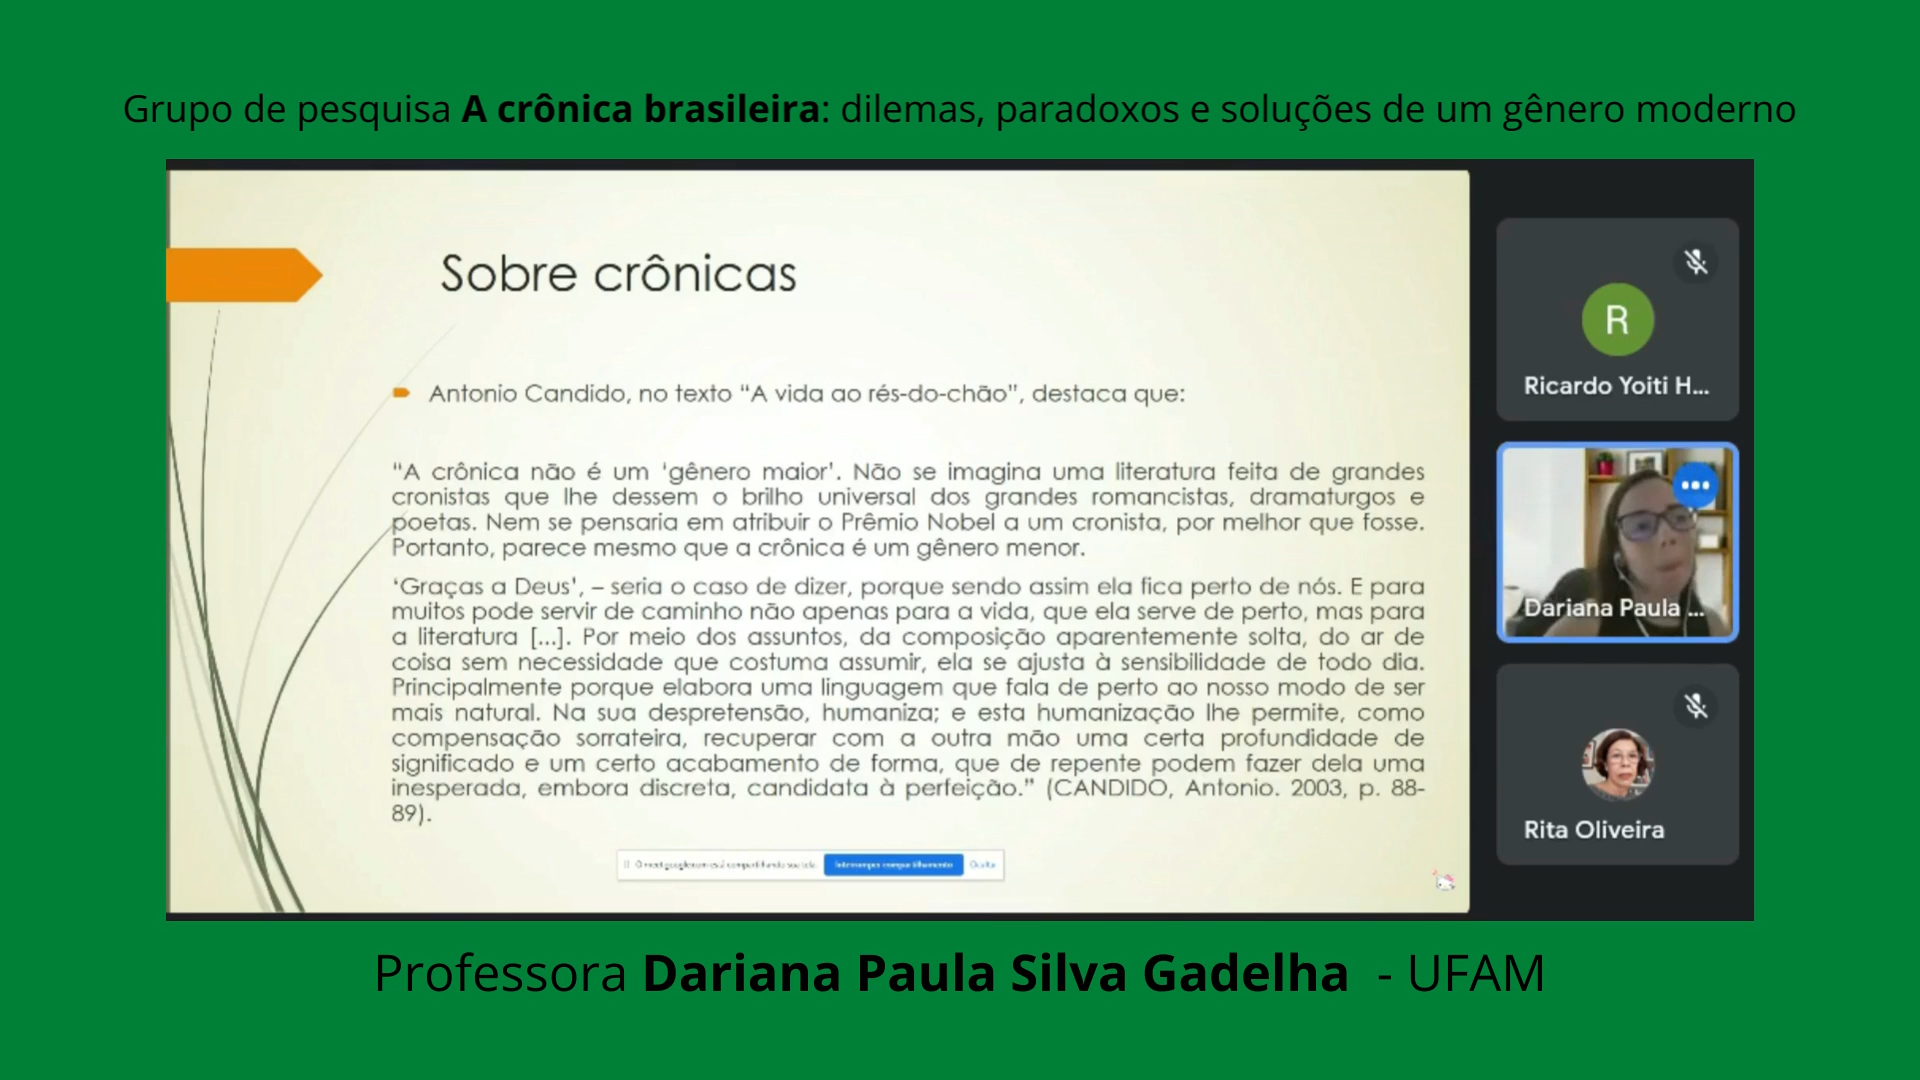 Grupo de pesquisa A crônica brasileira: dilemas, paradoxos e soluções de um gênero moderno
Sobre crônicas
Antonio Candido, no texto “A vida ao rés-do-chão”, destaca que:
“A crônica não é um ‘gênero maior’. Não se imagina uma literatura feita de grandes
cronistas que lhe dessem o brilho universal dos grandes romancistas, dramaturgos e
poetas. Nem se pensaria em atribuir o Prêmio Nobel a um cronista, por melhor que fosse.
Portanto, parece mesmo que a crônica é um gênero menor.
‘Graças a Deus’, – seria o caso de dizer, porque sendo assim ela fica perto de nós. E para
muitos pode servir de caminho não apenas para a vida, que ela serve de perto, mas para
a literatura [...]. Por meio dos assuntos, da composição aparentemente solta, do ar de
coisa sem necessidade que costuma assumir, ela se ajusta à sensibilidade de todo dia.
Principalmente porque elabora uma linguagem que fala de perto ao nosso modo de ser
mais natural. Na sua despretensão, humaniza; e esta humanização lhe permite, como
compensação sorrateira, recuperar com a outra mão uma certa profundidade de
significado e um certo acabamento de forma, que de repente podem fazer dela uma
inesperada, embora discreta, candidata à perfeição.” (CANDIDO, Antonio. 2003, p. 88-
89).
O meet.google.com está compartilhando sua tela.
Interromper compartilhamento
Ocultar
R
Ricardo Yoiti H...
Dariana Paula ...
Rita Oliveira
Professora Dariana Paula Silva Gadelha - UFAM